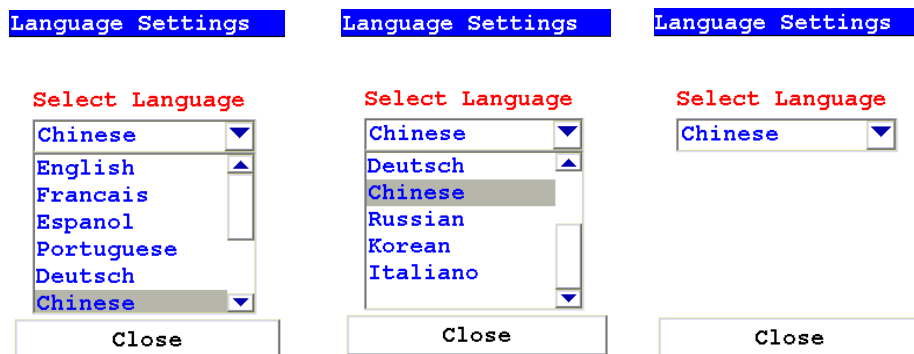 Language Settings
Select Language
Chinese
English
Francais
Espanol
Portuguese
Deutsch
Chinese
Close
Language Settings
Select Language
Chinese
Deutsch
Chinese
Russian
Korean
Italiano
Close
Language Settings
Select Language
Chinese
Close